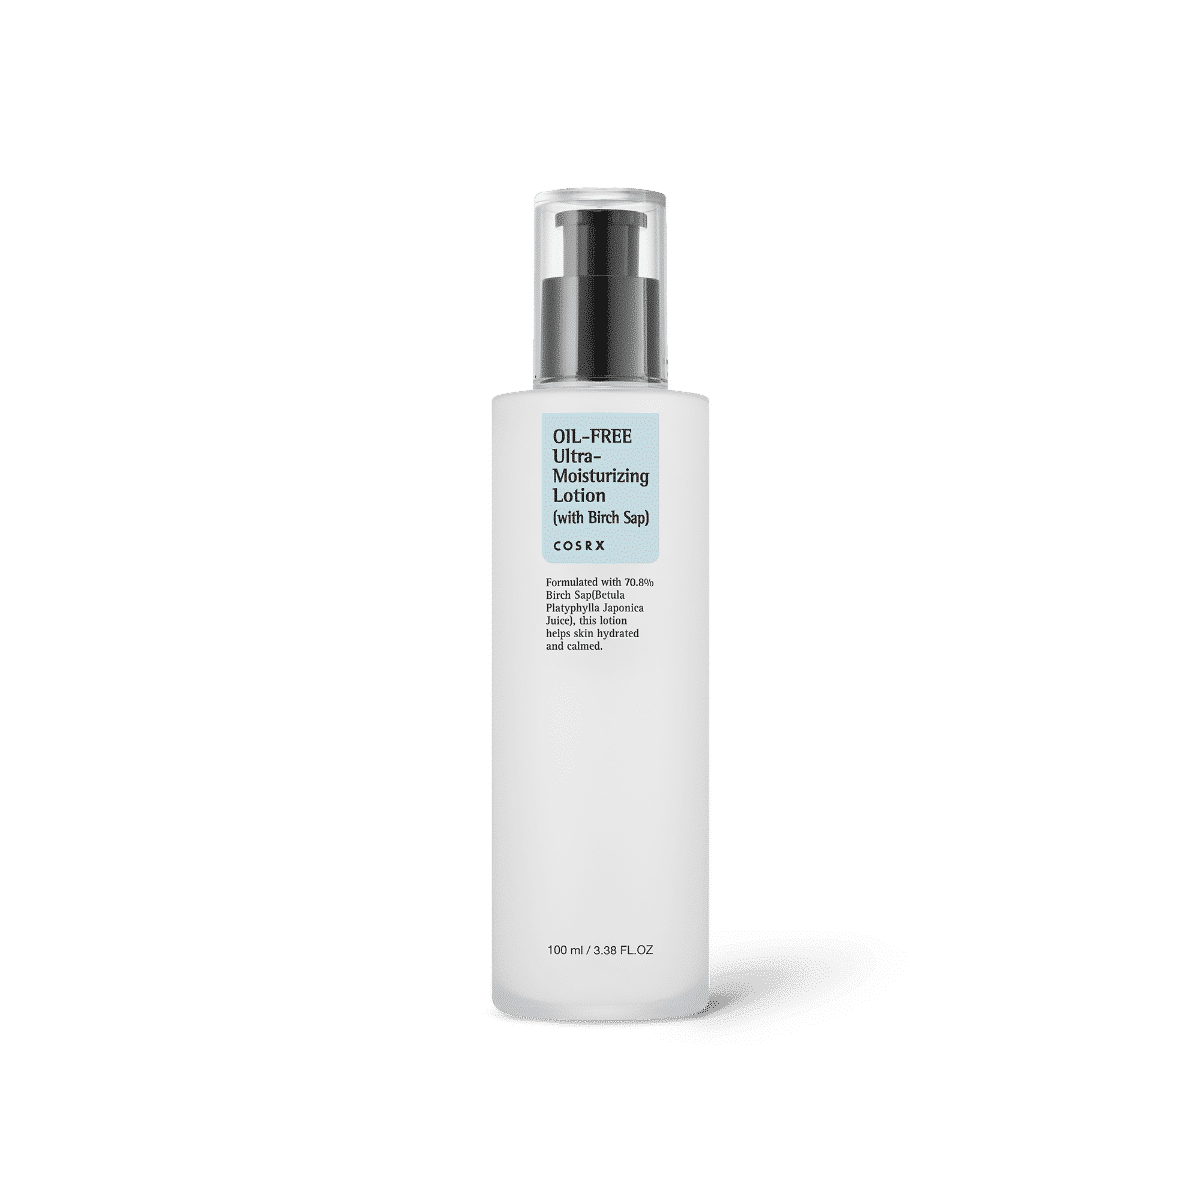 OIL-FREE
Ultra-
Moisturizing
Lotion
(with Birch Sap)
COSRX
Formulated with 70.8%
Birch Sap(Betula
Platyphylla Japonica
Juice), this lotion
helps skin hydrated
and calmed.
100 ml / 3.38 FL.OZ